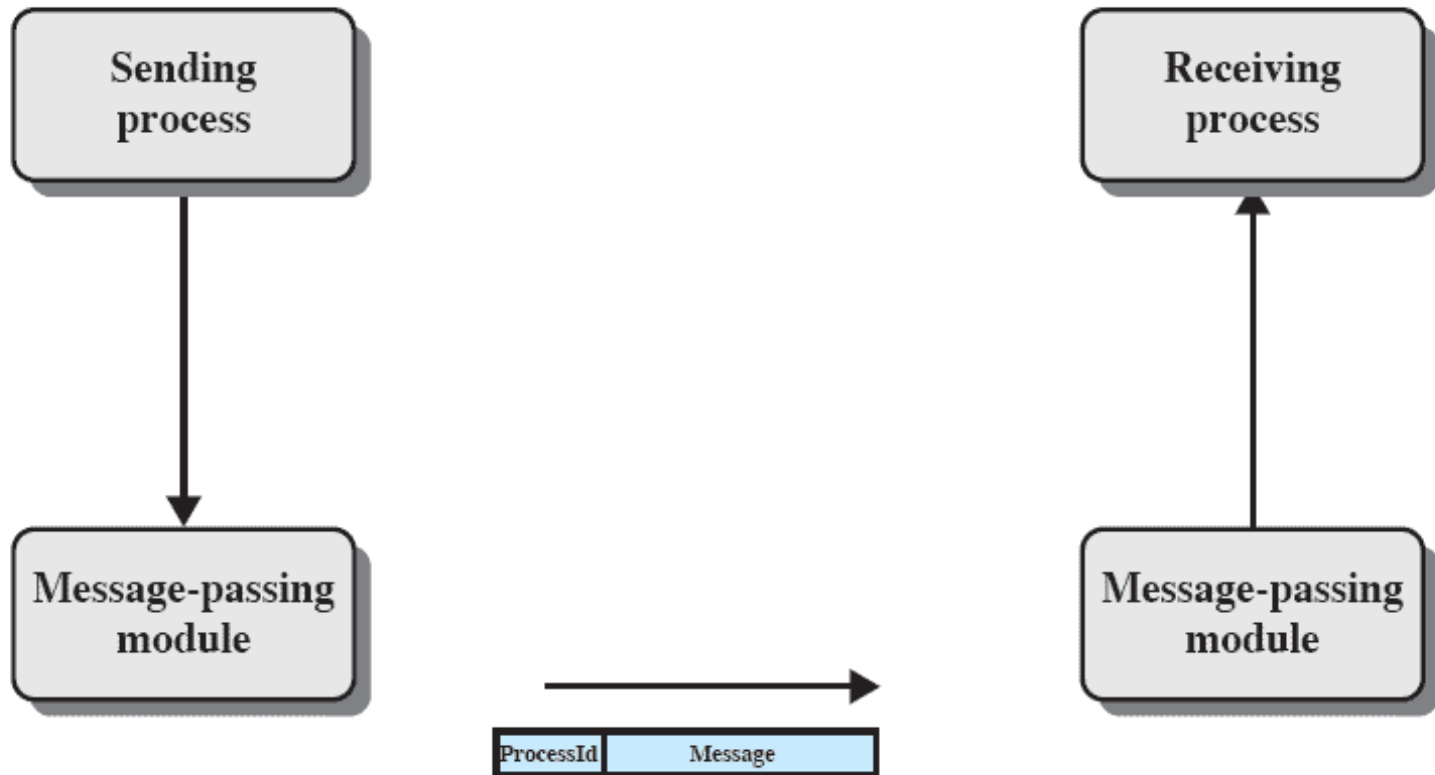 Sending
process
Receiving
process
Message-passing
module
Message-passing
module
ProcessId
Message